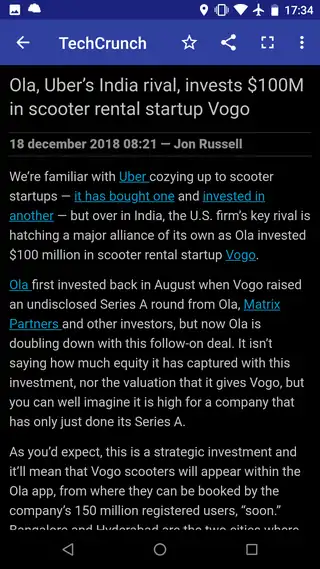 17:34
TechCrunch
Ola, Uber’s India rival, invests $100M
in scooter rental startup Vogo
18 december 2018 08:21 — Jon Russell
We’re familiar with Uber cozying up to scooter
startups — it has bought one and invested in
another — but over in India, the U.S. firm’s key rival is
hatching a major alliance of its own as Ola invested
$100 million in scooter rental startup Vogo.
Ola first invested back in August when Vogo raised
an undisclosed Series A round from Ola, Matrix
Partners and other investors, but now Ola is
doubling down with this follow-on deal. It isn’t
saying how much equity it has captured with this
investment, nor the valuation that it gives Vogo, but
you can well imagine it is high for a company that
has only just done its Series A.
As you’d expect, this is a strategic investment and
it’ll mean that Vogo scooters will appear within the
Ola app, from where they can be booked by the
company’s 150 million registered users, “soon.”
Bangalore and Hyderabad are the two cities where